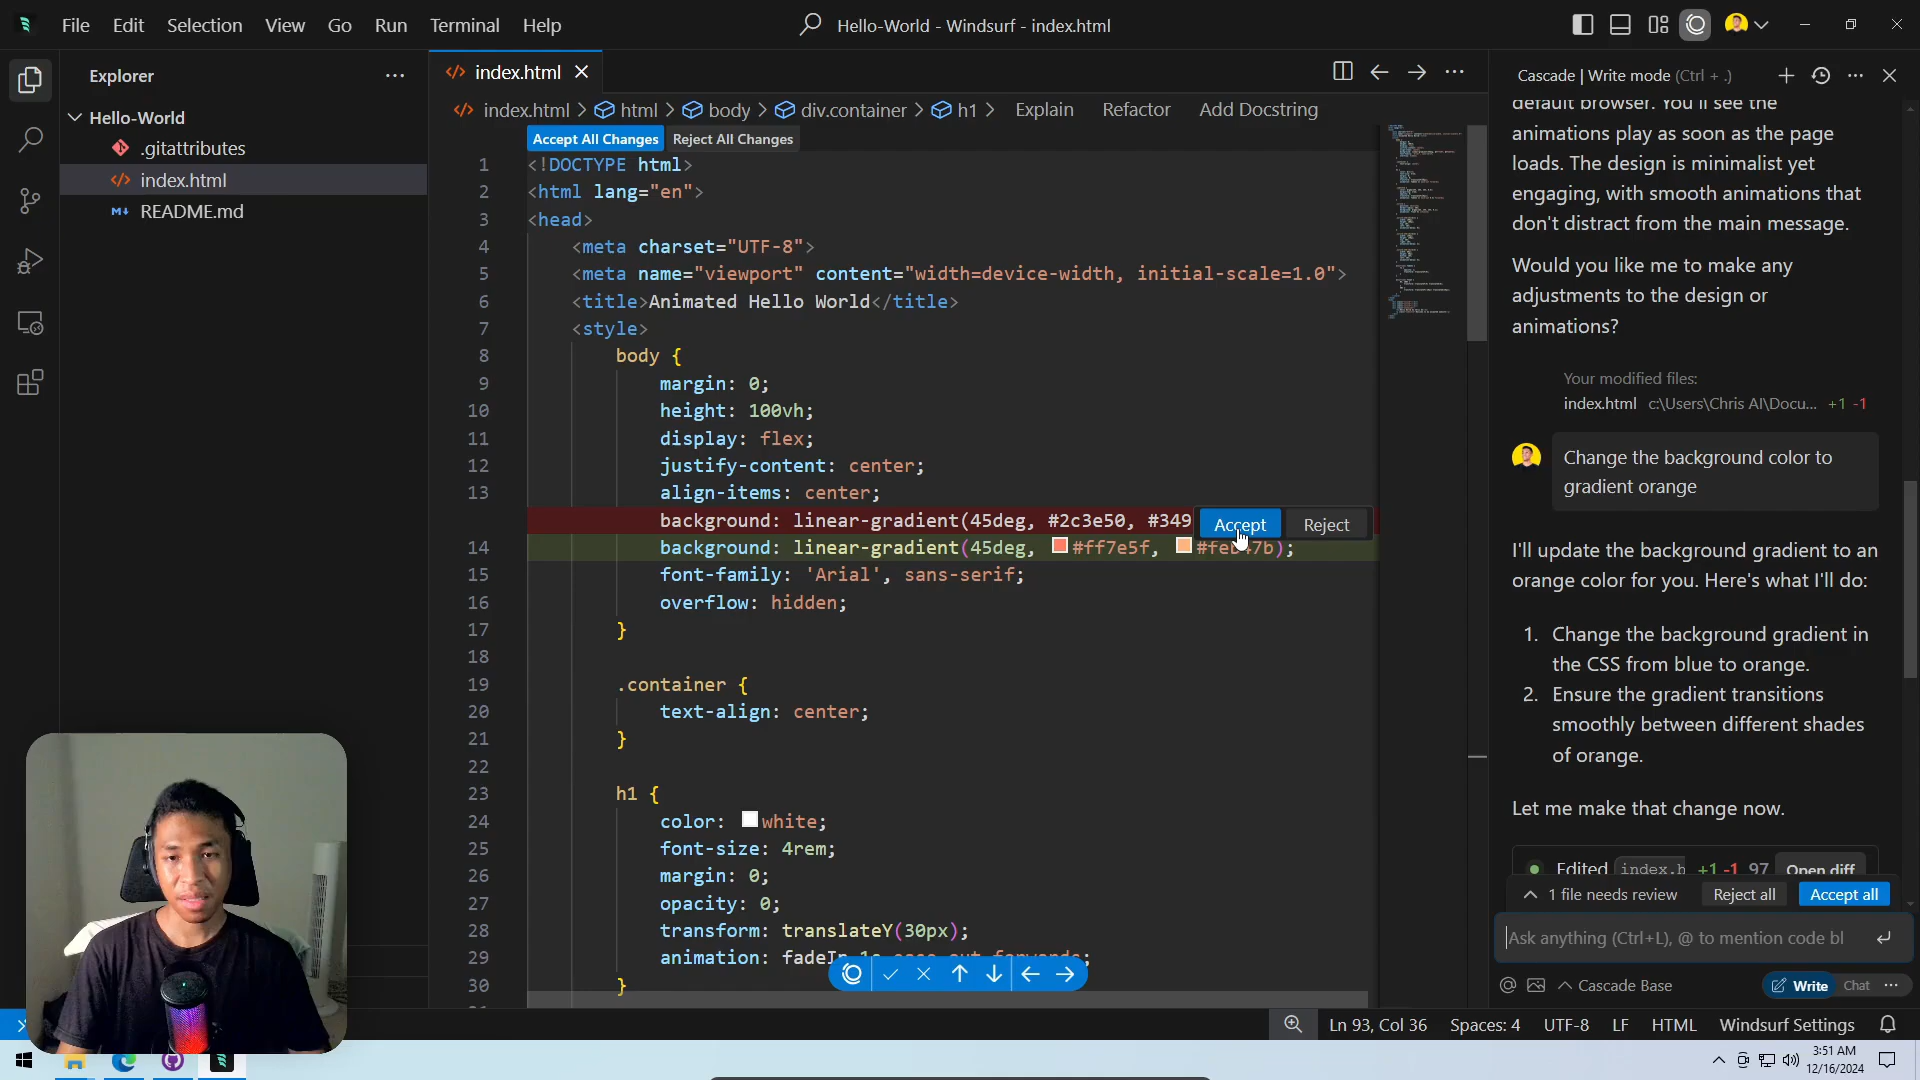 File Edit Selection View Go Run Terminal Help
Hello-World - Windsurf - index.html
Explorer
Hello-World
.gitattributes
index.html
README.md
index.html
index.html > html > body > div.container > h1 > Explain Refactor Add Docstring
Accept All Changes Reject All Changes
1 <!DOCTYPE html>
2 <html lang="en">
3 <head>
4 <meta charset="UTF-8">
5 <meta name="viewport" content="width=device-width, initial-scale=1.0">
6 <title>Animated Hello World</title>
7 <style>
8 body {
9 margin: 0;
10 height: 100vh;
11 display: flex;
12 justify-content: center;
13 align-items: center;
background: linear-gradient(45deg, #2c3e50, #349
Accept Reject
14 background: linear-gradient(45deg, #ff7e5f, #feb47b);
15 font-family: 'Arial', sans-serif;
16 overflow: hidden;
17 }
18
19 .container {
20 text-align: center;
21 }
22
23 h1 {
24 color: white;
25 font-size: 4rem;
26 margin: 0;
27 opacity: 0;
28 transform: translateY(30px);
29 animation: fadeIn 1s ease-out forwards;
30 }
Cascade | Write mode (Ctrl + .)
default browser. You'll see the
animations play as soon as the page
loads. The design is minimalist yet
engaging, with smooth animations that
don't distract from the main message.
Would you like me to make any
adjustments to the design or
animations?
Your modified files:
index.html c:\Users\Chris AI\Docu... +1 -1
Change the background color to
gradient orange
I'll update the background gradient to an
orange color for you. Here's what I'll do:
1. Change the background gradient in
the CSS from blue to orange.
2. Ensure the gradient transitions
smoothly between different shades
of orange.
Let me make that change now.
Edited index.h +1 -1 97 Open diff
1 file needs review Reject all Accept all
Ask anything (Ctrl+L), @ to mention code bl
Cascade Base Write Chat
Ln 93, Col 36 Spaces: 4 UTF-8 LF HTML Windsurf Settings
3:51 AM
12/16/2024